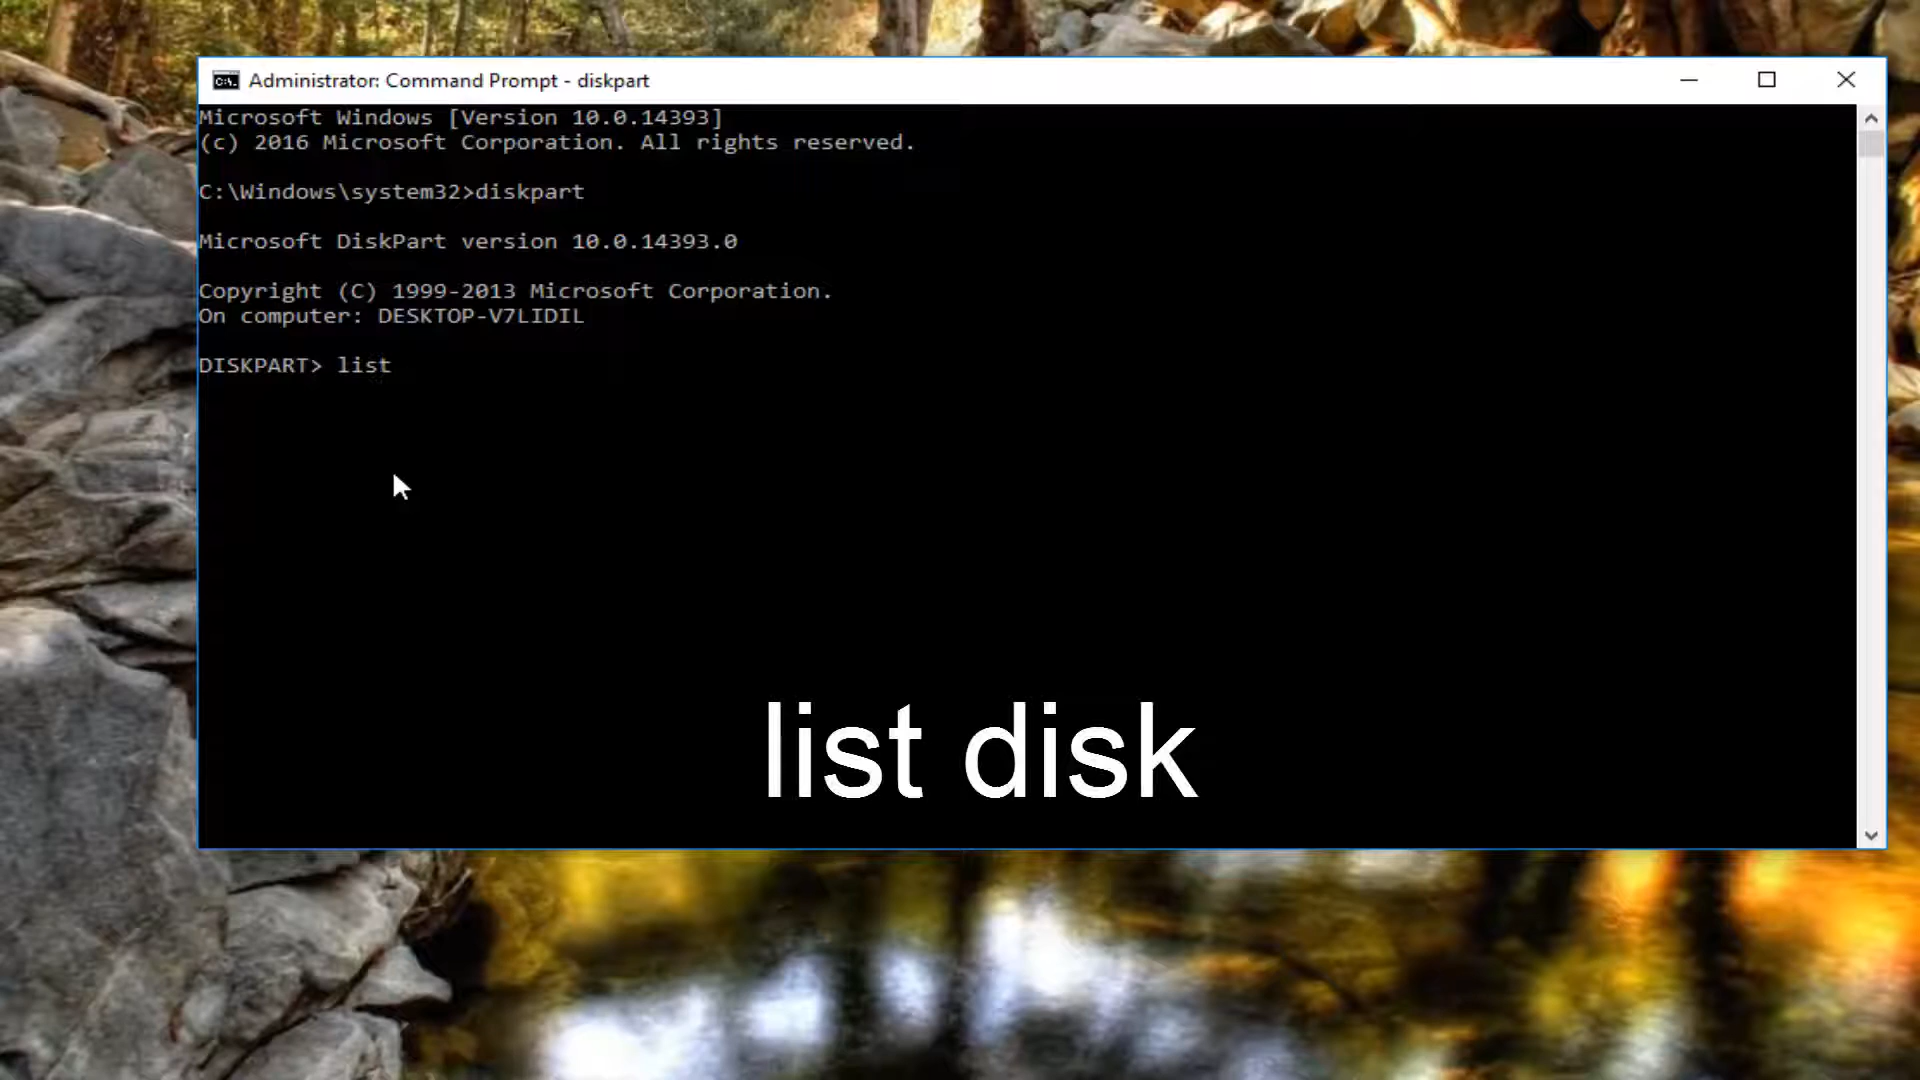 Administrator: Command Prompt - diskpart
Microsoft Windows [Version 10.0.14393]
(c) 2016 Microsoft Corporation. All rights reserved.
C:\Windows\system32>diskpart
Microsoft DiskPart version 10.0.14393.0
Copyright (C) 1999-2013 Microsoft Corporation.
On computer: DESKTOP-V7LIDIL
DISKPART> list
list disk